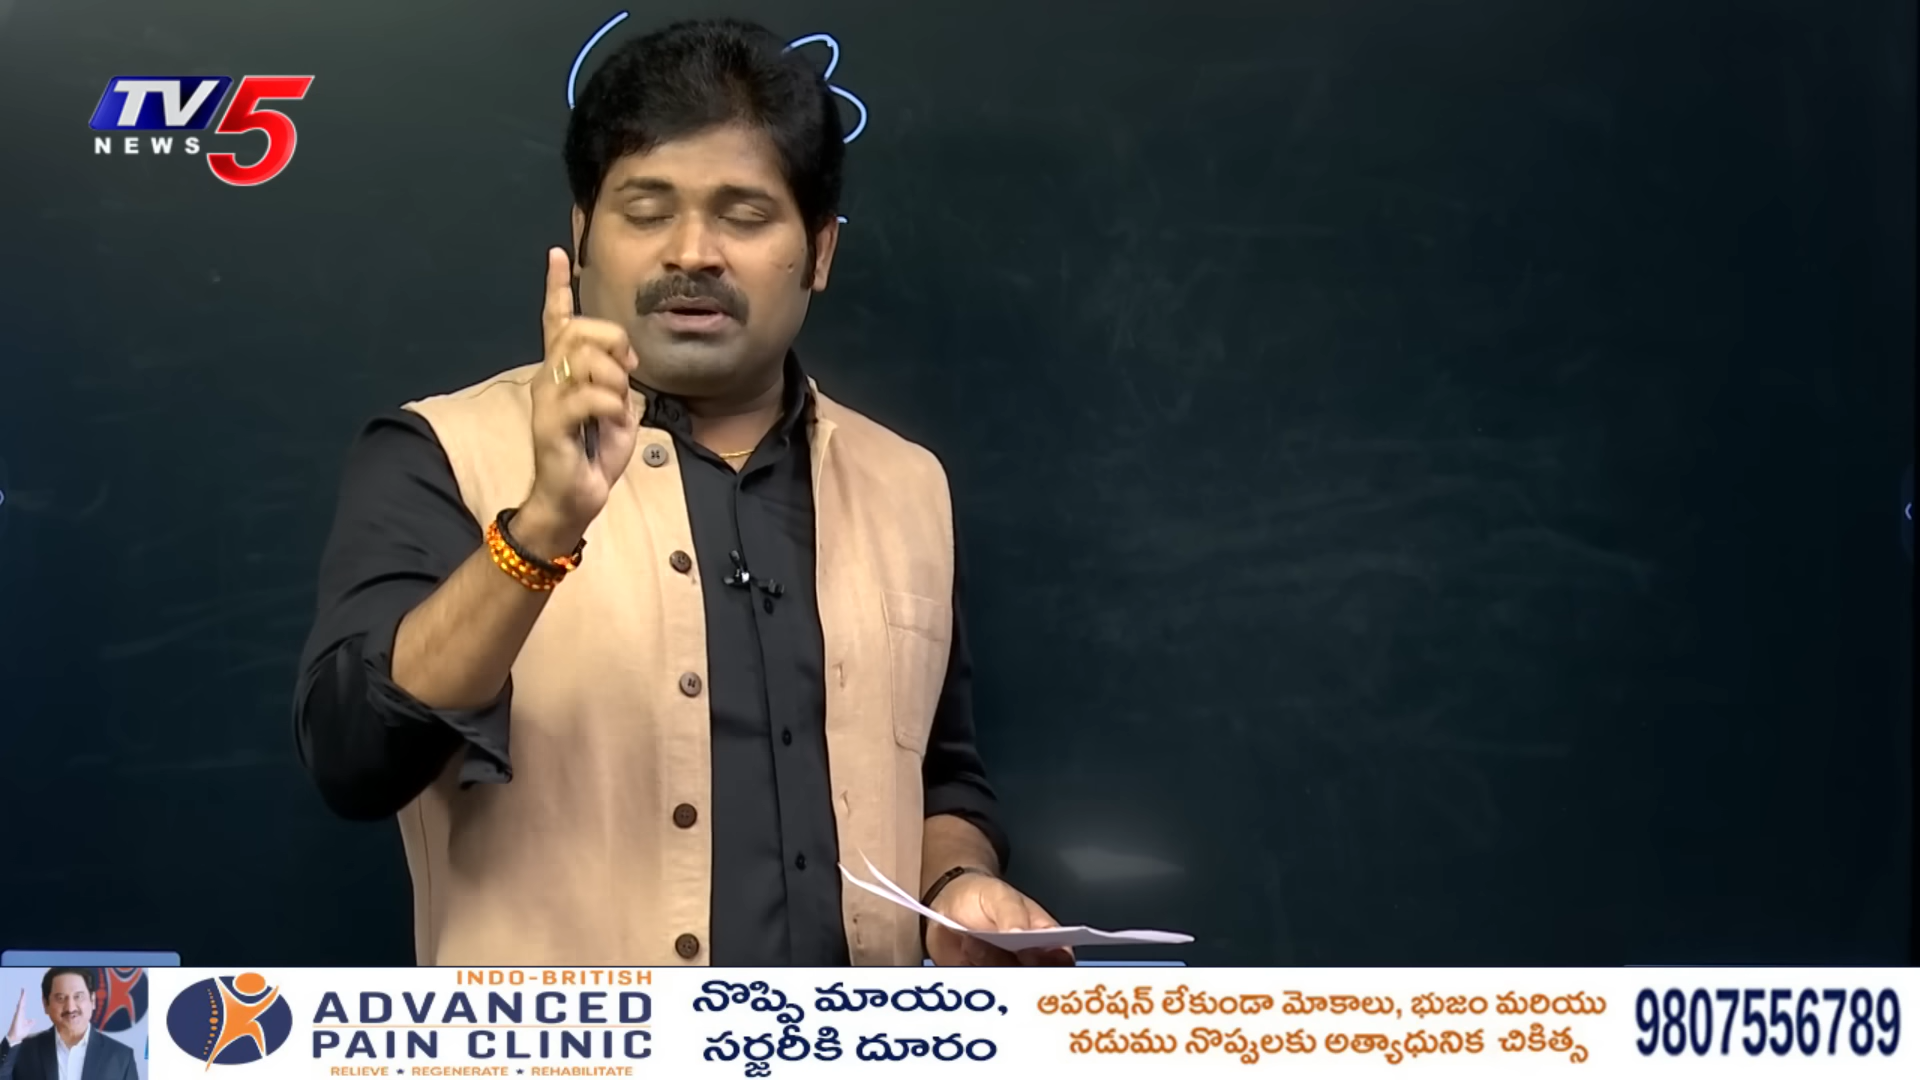 TV5
NEWS
INDO-BRITISH
ADVANCED
PAIN CLINIC
RELIEVE ★ REGENERATE ★ REHABILITATE
నొప్పి మాయం,
సర్జరీకి దూరం
ఆపరేషన్ లేకుండా మోకాలు, భుజం మరియు
నడుము నొప్పులకు అత్యాధునిక చికిత్స
9807556789